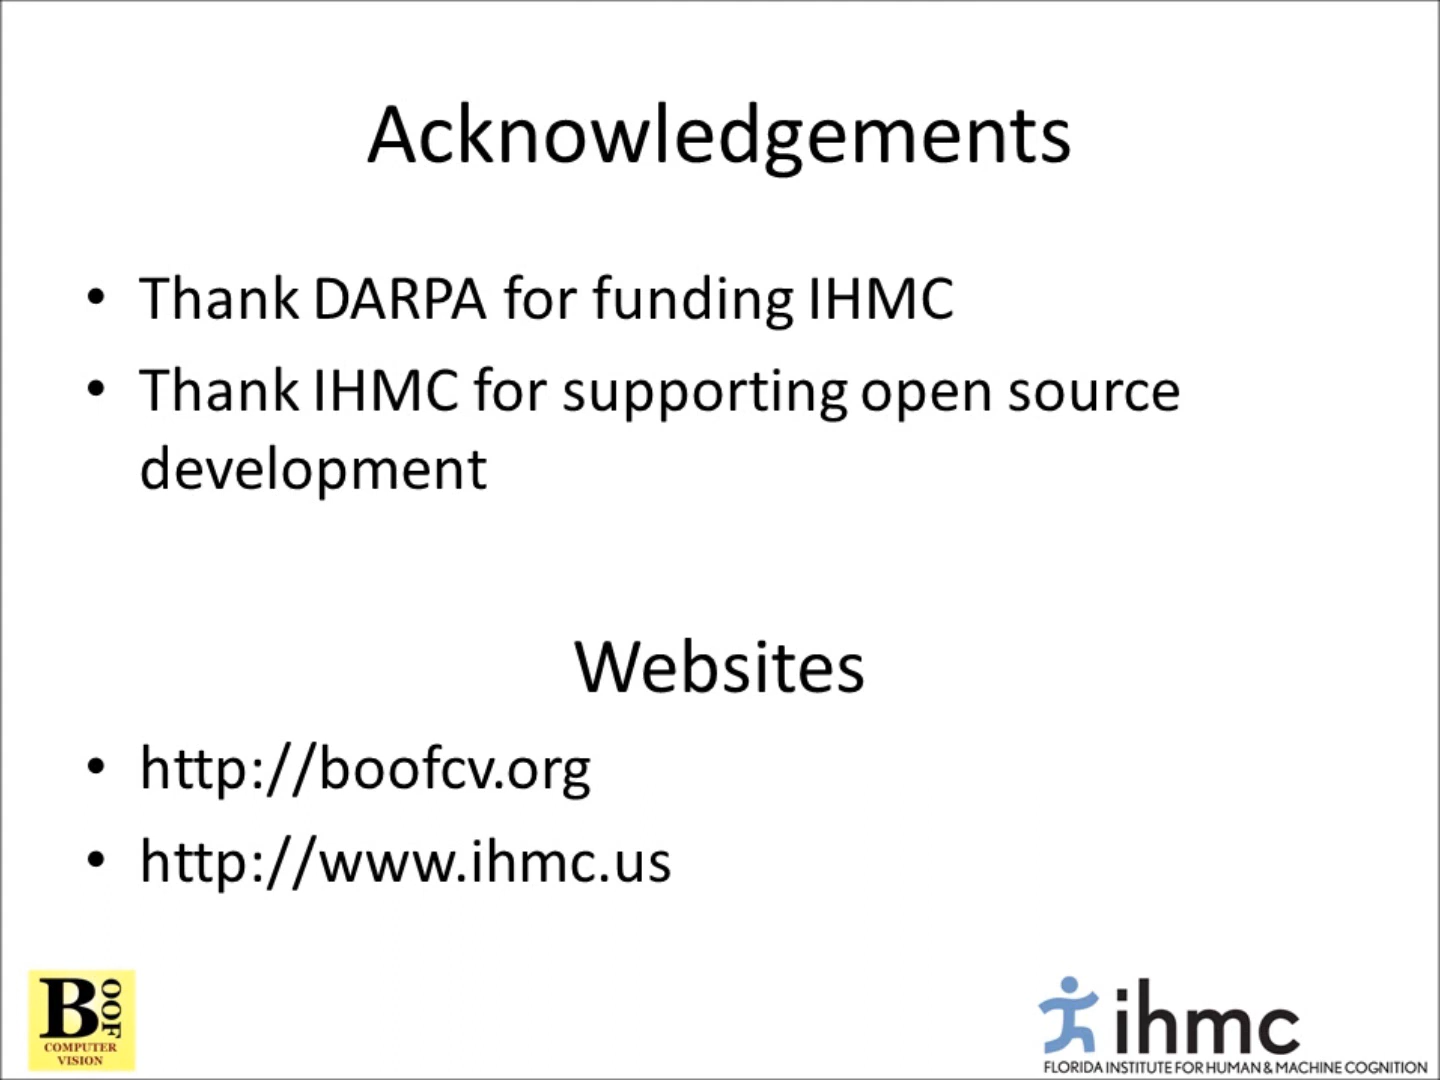 Acknowledgements
• Thank DARPA for funding IHMC
• Thank IHMC for supporting open source
development
Websites
• http://boofcv.org
• http://www.ihmc.us
BOOF
COMPUTER
VISION
ihmc
FLORIDA INSTITUTE FOR HUMAN & MACHINE COGNITION